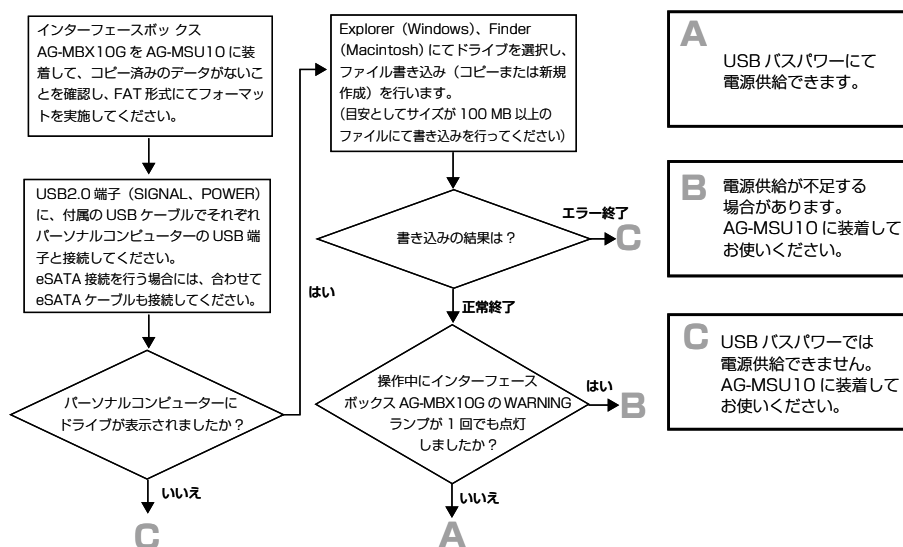 インターフェースボックス
AG-MBX10G を AG-MSU10 に装
着して、コピー済みのデータがないこ
とを確認し、FAT 形式にてフォーマッ
トを実施してください。
USB2.0 端子（SIGNAL、POWER）
に、付属の USB ケーブルでそれぞれ
パーソナルコンピューターの USB 端
子と接続してください。
eSATA 接続を行う場合には、合わせて
eSATA ケーブルも接続してください。
パーソナルコンピューターに
ドライブが表示されましたか？
はい
いいえ
C
Explorer（Windows）、Finder
（Macintosh）にてドライブを選択し、
ファイル書き込み（コピーまたは新規
作成）を行います。
（目安としてサイズが 100 MB 以上の
ファイルにて書き込みを行ってください）
書き込みの結果は？
エラー終了
C
正常終了
操作中にインターフェース
ボックス AG-MBX10G の WARNING
ランプが 1 回でも点灯
しましたか？
はい
B
いいえ
A
A
USB バスパワーにて
電源供給できます。
B
電源供給が不足する
場合があります。
AG-MSU10 に装着して
お使いください。
C
USB バスパワーでは
電源供給できません。
AG-MSU10 に装着して
お使いください。